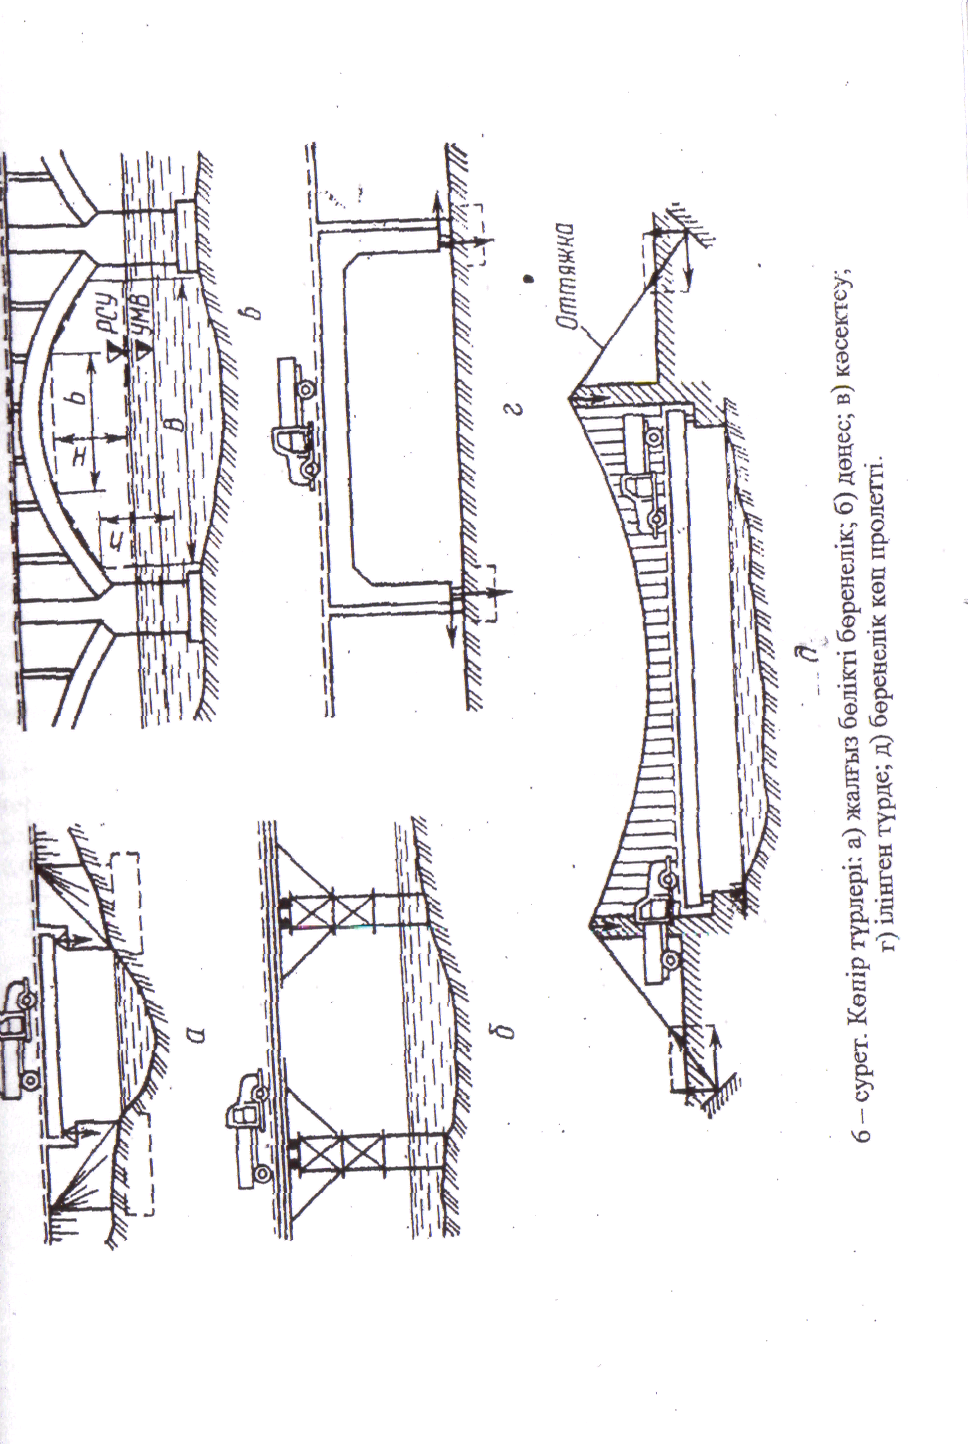 а
H
b
РСУ
УМВ
h
B
в
б
г
Оттяжка
д
6 – сурет. Көпір түрлері: а) жалғыз бөлікті бөренелік; б) дөңес; в) кәсектеу;
г) ілінген түрде; д) бөренелік көп пролетті.